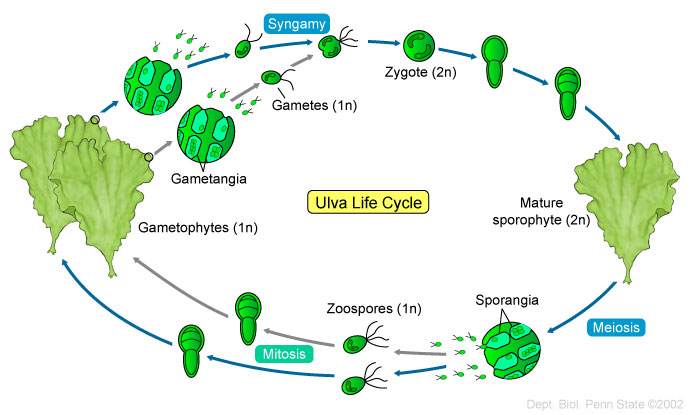 Syngamy
Zygote (2n)
Gametes (1n)
Gametangia
Ulva Life Cycle
Mature
sporophyte (2n)
Gametophytes (1n)
Zoospores (1n)
Sporangia
Meiosis
Mitosis
Dept. Biol. Penn State ©2002